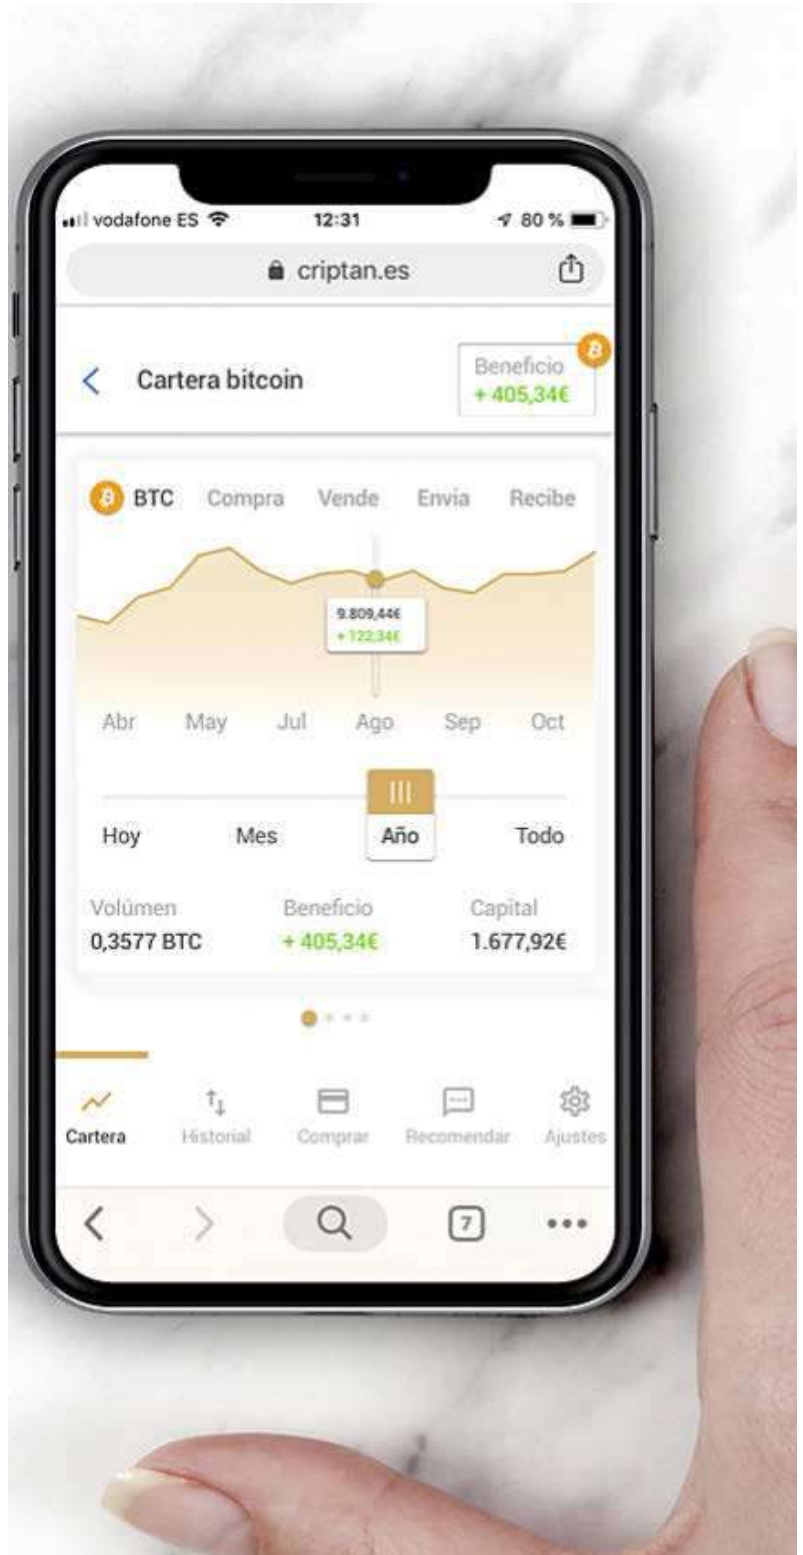 vodafone ES 12:31 80 %
criptan.es
Cartera bitcoin
Beneficio
+ 405,34€
BTC Compra Vende Envia Recibe
9.809,44€
+ 122,34€
Abr May Jul Ago Sep Oct
Hoy Mes Año Todo
Volúmen Beneficio Capital
0,3577 BTC + 405,34€ 1.677,92€
Cartera Historial Comprar Recomendar Ajustes
7